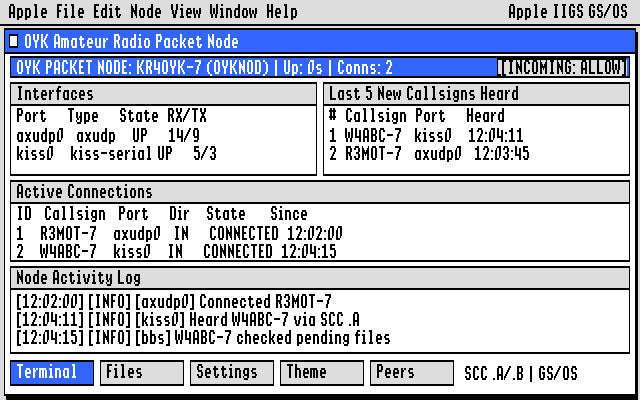 Apple File Edit Node View Window Help Apple IIGS GS/OS
OYK Amateur Radio Packet Node
OYK PACKET NODE: KR4OYK-7 (OYKNOD) | Up: 0s | Conns: 2 [[INCOMING: ALLOW]
Interfaces
Port Type State RX/TX
axudp0 axudp UP 14/9
kiss0 kiss-serial UP 5/3
Last 5 New Callsigns Heard
# Callsign Port Heard
1 W4ABC-7 kiss0 12:04:11
2 R3MOT-7 axudp0 12:03:45
Active Connections
ID Callsign Port Dir State Since
1 R3MOT-7 axudp0 IN CONNECTED 12:02:00
2 W4ABC-7 kiss0 IN CONNECTED 12:04:15
Node Activity Log
[12:02:00] [INFO] [axudp0] Connected R3MOT-7
[12:04:11] [INFO] [kiss0] Heard W4ABC-7 via SCC .A
[12:04:15] [INFO] [bbs] W4ABC-7 checked pending files
Terminal Files Settings Theme Peers SCC .A/.B | GS/OS